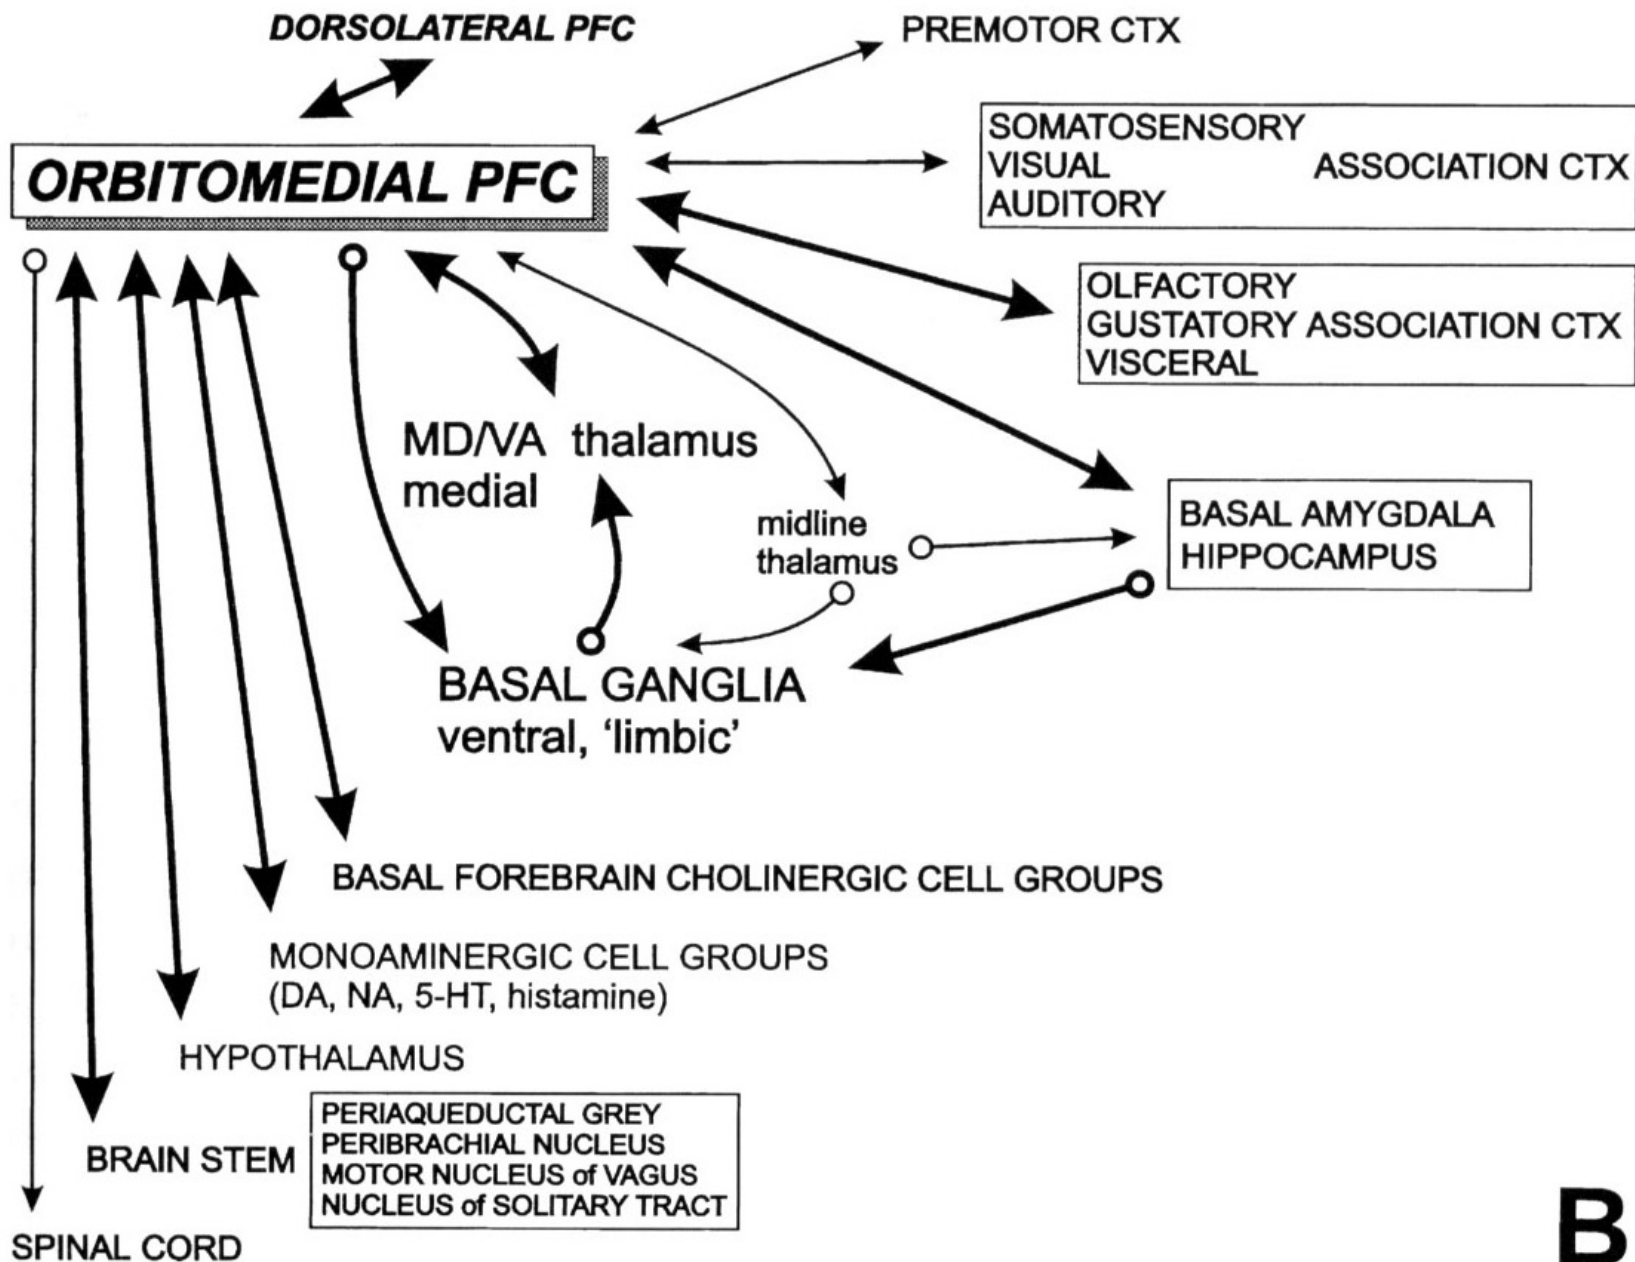 DORSOLATERAL PFC
PREMOTOR CTX
ORBITOMEDIAL PFC
SOMATOSENSORY
VISUAL ASSOCIATION CTX
AUDITORY
OLFACTORY
GUSTATORY ASSOCIATION CTX
VISCERAL
MD/VA thalamus
medial
midline
thalamus
BASAL AMYGDALA
HIPPOCAMPUS
BASAL GANGLIA
ventral, ‘limbic’
BASAL FOREBRAIN CHOLINERGIC CELL GROUPS
MONOAMINERGIC CELL GROUPS
(DA, NA, 5-HT, histamine)
HYPOTHALAMUS
BRAIN STEM
PERIAQUEDUCTAL GREY
PERIBRACHIAL NUCLEUS
MOTOR NUCLEUS of VAGUS
NUCLEUS of SOLITARY TRACT
SPINAL CORD
B